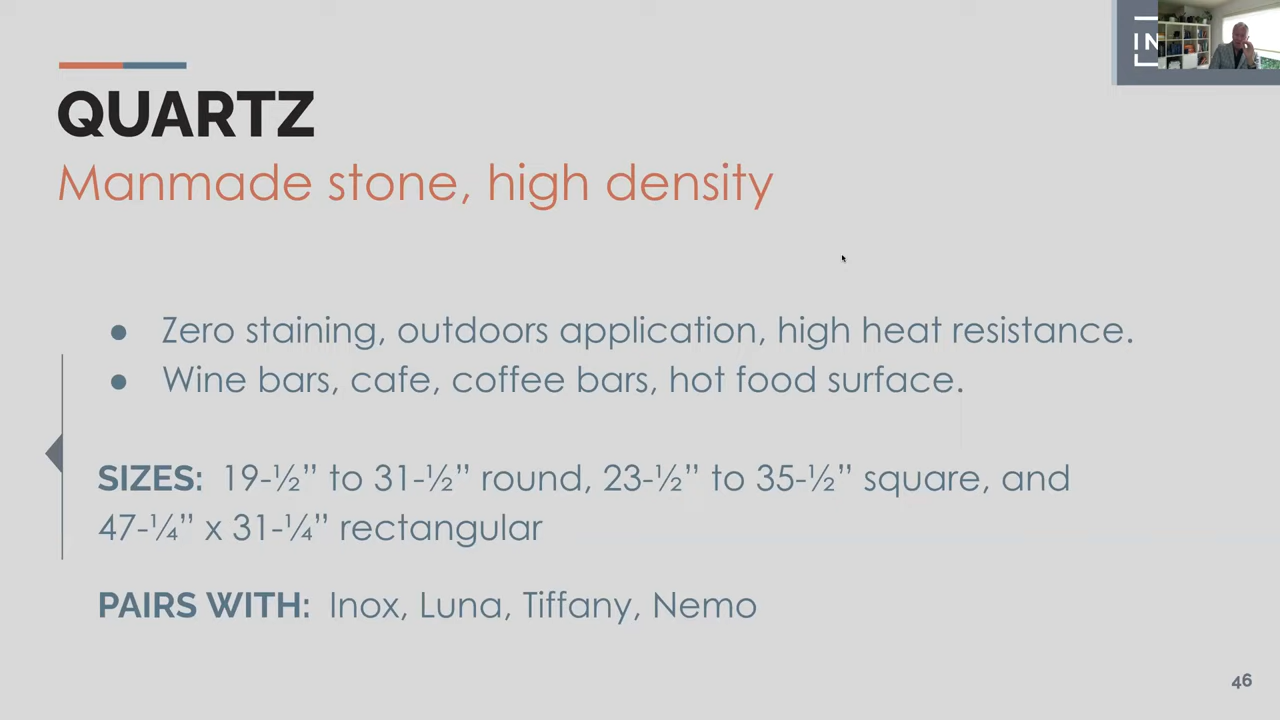 IN
QUARTZ
Manmade stone, high density
● Zero staining, outdoors application, high heat resistance.
● Wine bars, cafe, coffee bars, hot food surface.
SIZES: 19-½” to 31-½” round, 23-½” to 35-½” square, and
47-¼” x 31-¼” rectangular
PAIRS WITH: Inox, Luna, Tiffany, Nemo
46